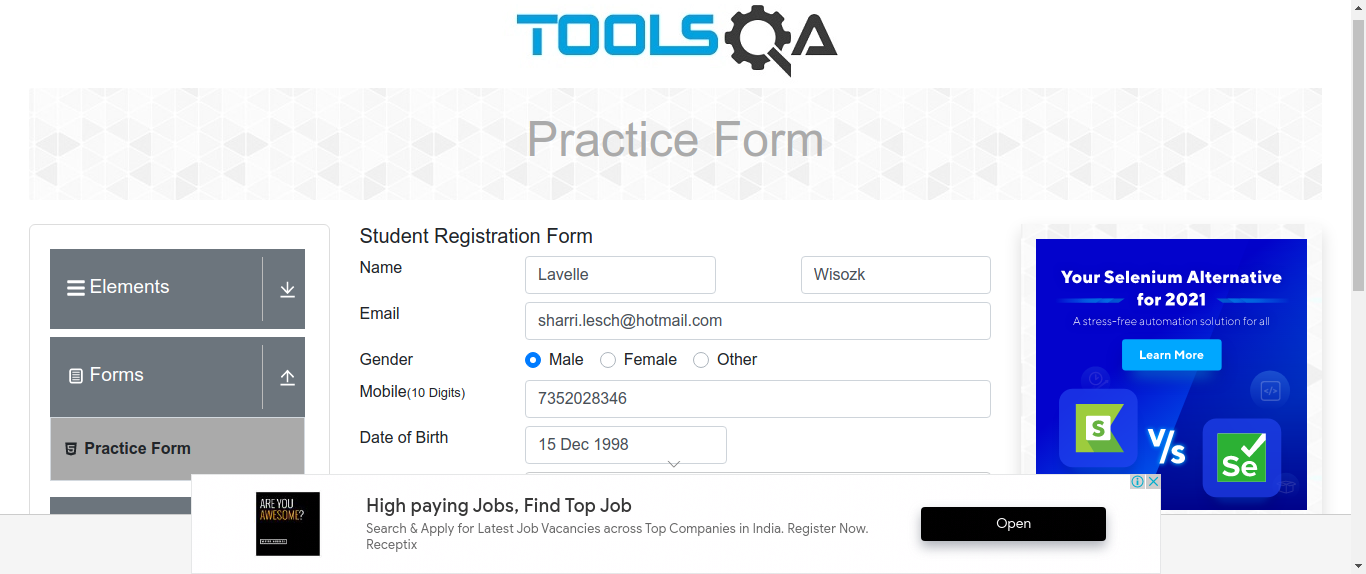 TOOLSQA
Practice Form
Elements
Forms
Practice Form
Student Registration Form
Name
Lavelle
Wisozk
Email
sharri.lesch@hotmail.com
Gender
Male
Female
Other
Mobile(10 Digits)
7352028346
Date of Birth
15 Dec 1998
Your Selenium Alternative
for 2021
A stress-free automation solution for all
Learn More
S
V/s
Se
ARE YOU
AWESOME?
High paying Jobs, Find Top Job
Search & Apply for Latest Job Vacancies across Top Companies in India. Register Now.
Receptix
Open